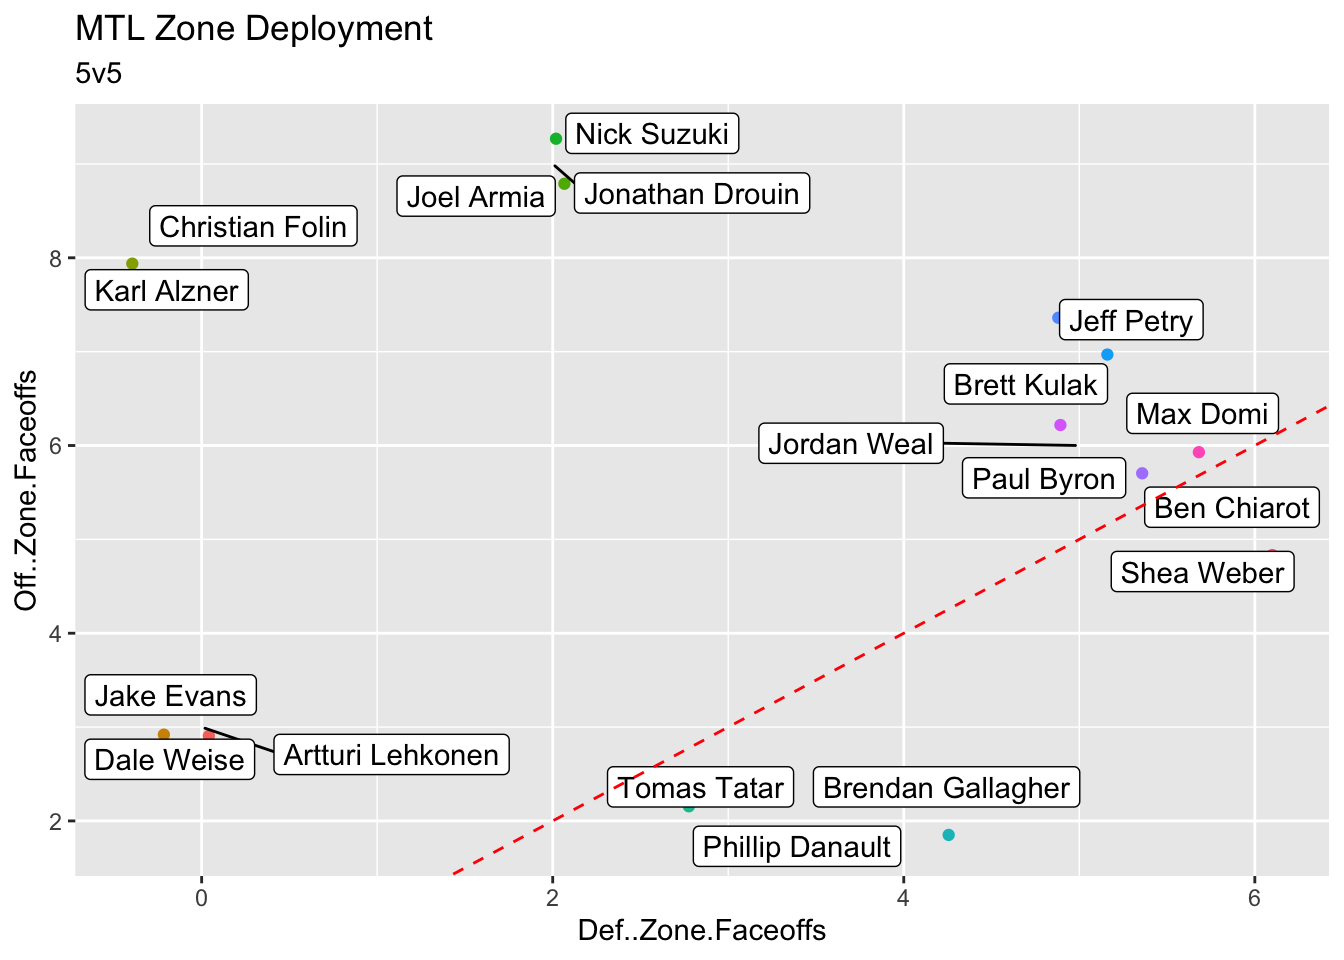 MTL Zone Deployment
5v5
Nick Suzuki
Joel Armia
Jonathan Drouin
Christian Folin
Karl Alzner
Jeff Petry
Brett Kulak
Max Domi
Jordan Weal
Paul Byron
Ben Chiarot
Shea Weber
Jake Evans
Dale Weise
Artturi Lehkonen
Tomas Tatar
Brendan Gallagher
Phillip Danault
8
6
4
2
Off..Zone.Faceoffs
0
2
4
6
Def..Zone.Faceoffs